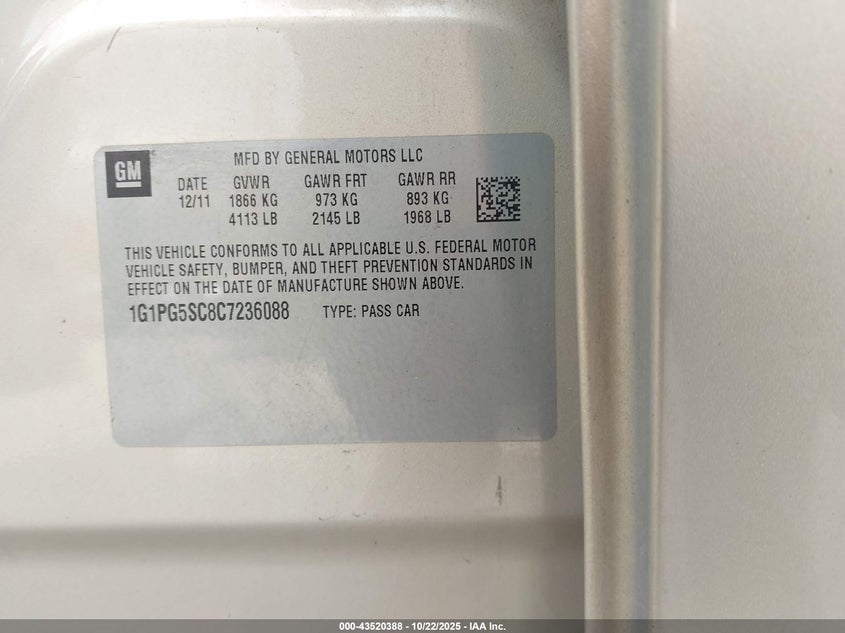 GM
MFD BY GENERAL MOTORS LLC
DATE GVWR GAWR FRT GAWR RR
12/11 1866 KG 973 KG 893 KG
4113 LB 2145 LB 1968 LB
THIS VEHICLE CONFORMS TO ALL APPLICABLE U.S. FEDERAL MOTOR
VEHICLE SAFETY, BUMPER, AND THEFT PREVENTION STANDARDS IN
EFFECT ON THE DATE OF MANUFACTURE SHOWN ABOVE.
1G1PG5SC8C7236088 TYPE: PASS CAR
000-43520388 - 10/22/2025 - IAA Inc.